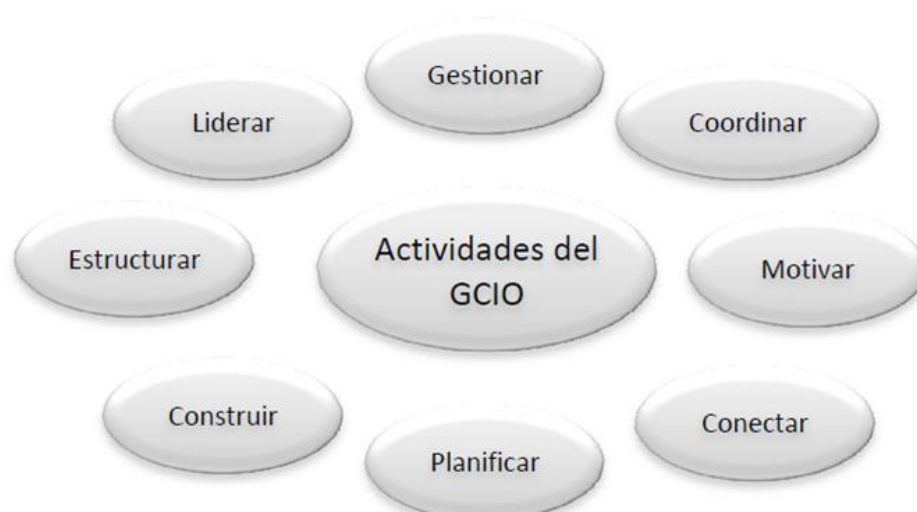 Gestionar
Liderar
Coordinar
Estructurar
Actividades del
GCIO
Motivar
Construir
Conectar
Planificar